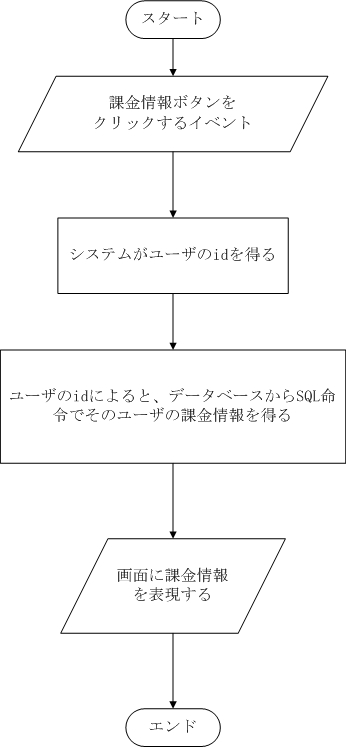 スタート
課金情報ボタンを
クリックするイベント
システムがユーザのidを得る
ユーザのidによると、データベースからSQL命
令でそのユーザの課金情報を得る
画面に課金情報
を表現する
エンド